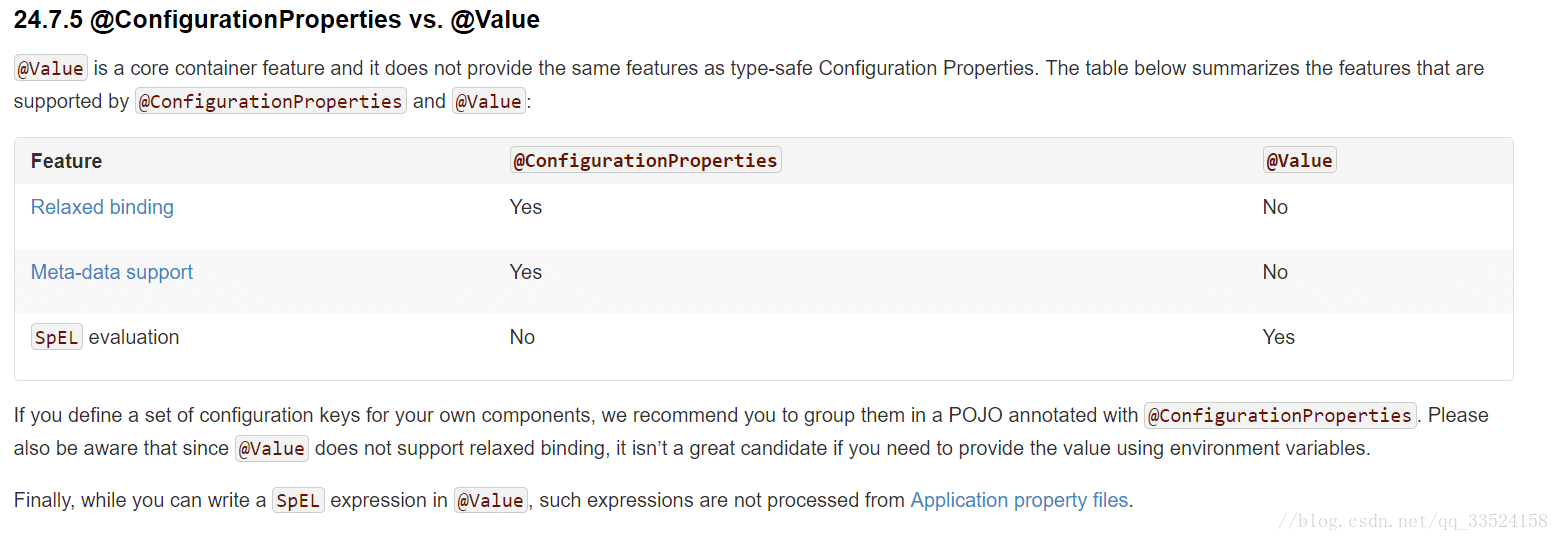 24.7.5 @ConfigurationProperties vs. @Value
@Value is a core container feature and it does not provide the same features as type-safe Configuration Properties. The table below summarizes the features that are
supported by @ConfigurationProperties and @Value:
Feature @ConfigurationProperties @Value
Relaxed binding Yes No
Meta-data support Yes No
SpEL evaluation No Yes
If you define a set of configuration keys for your own components, we recommend you to group them in a POJO annotated with @ConfigurationProperties. Please
also be aware that since @Value does not support relaxed binding, it isn’t a great candidate if you need to provide the value using environment variables.
Finally, while you can write a SpEL expression in @Value, such expressions are not processed from Application property files.
//blog.csdn.net/qq_33524158